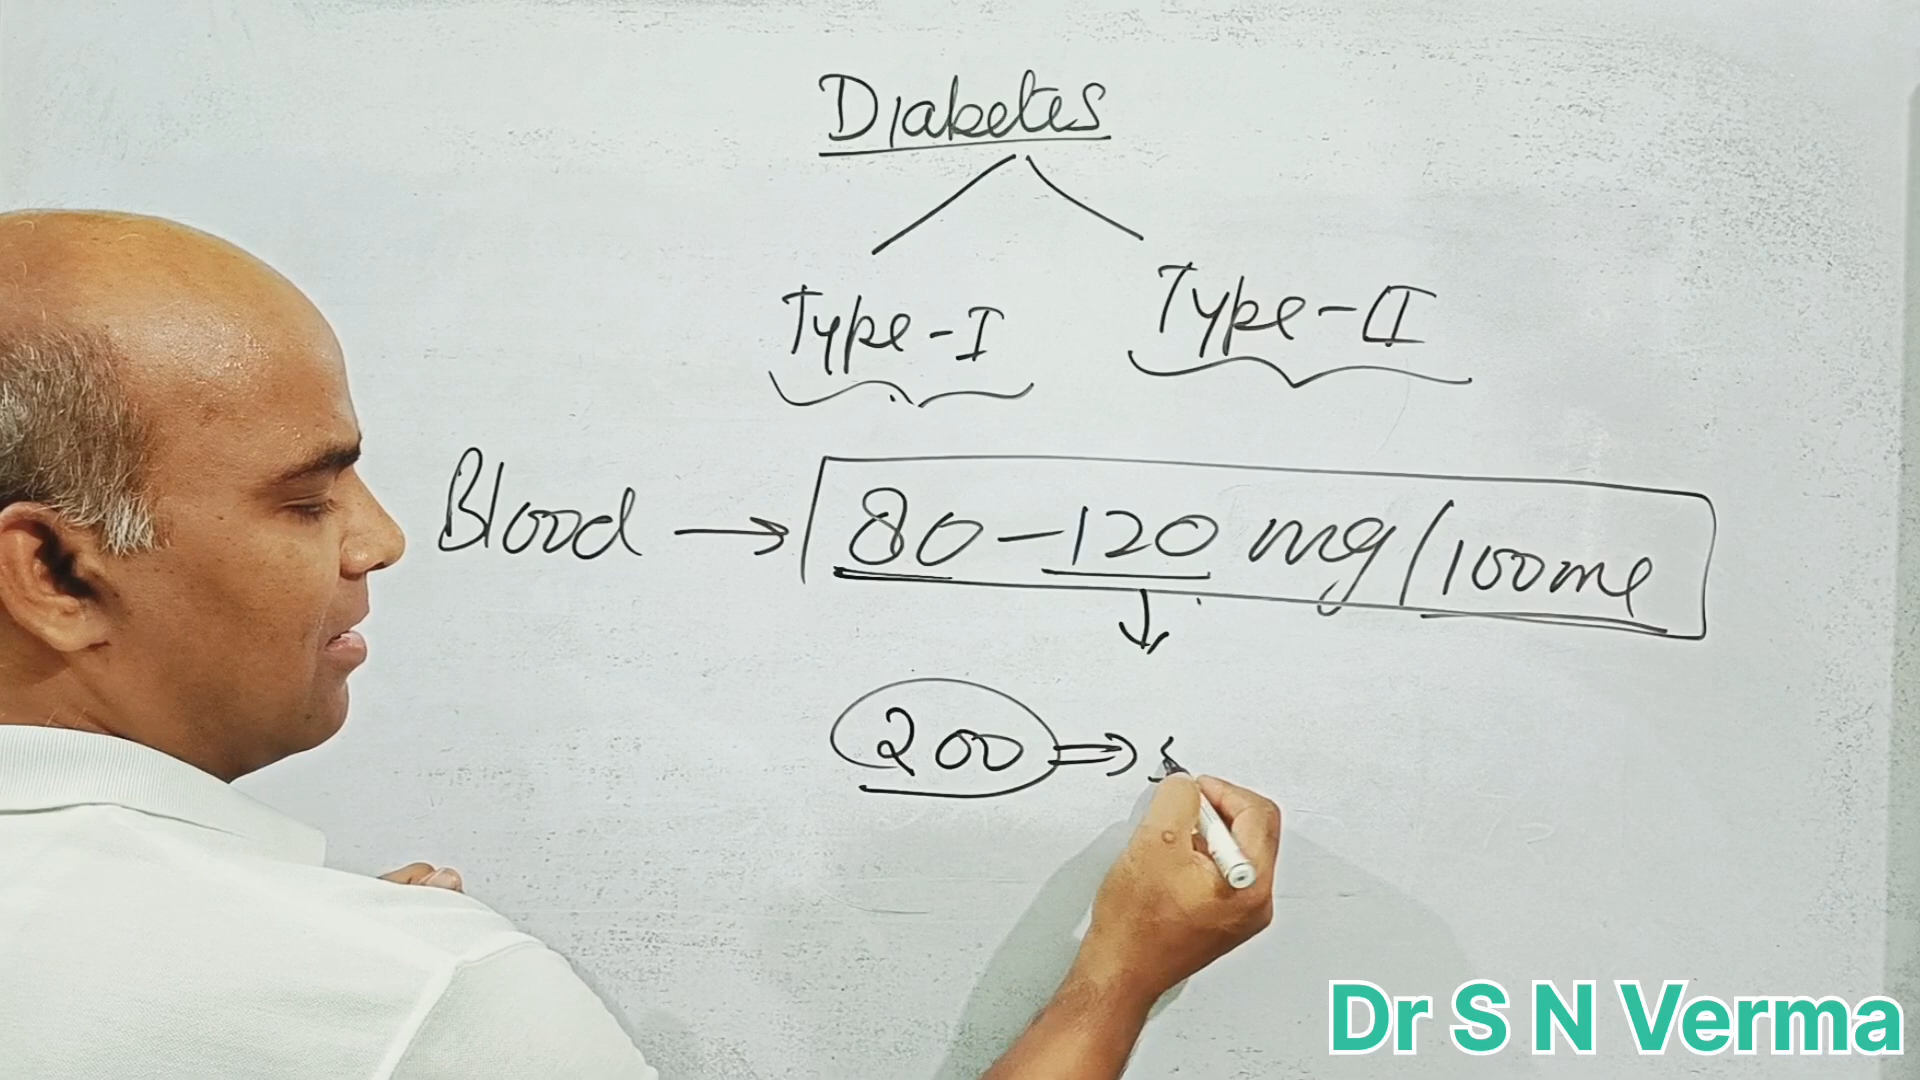 Diabetes
Type-I Type-II
Blood → 80-120 mg/100ml
↓
200 ⇒
Dr S N Verma